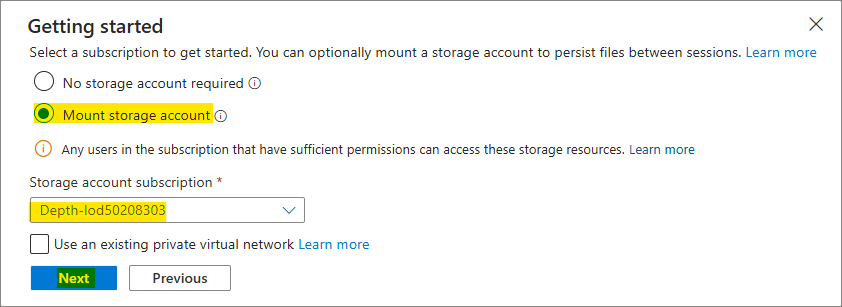 Getting started
Select a subscription to get started. You can optionally mount a storage account to persist files between sessions. Learn more
No storage account required
Mount storage account
Any users in the subscription that have sufficient permissions can access these storage resources. Learn more
Storage account subscription *
Depth-lod50208303
Use an existing private virtual network Learn more
Next Previous